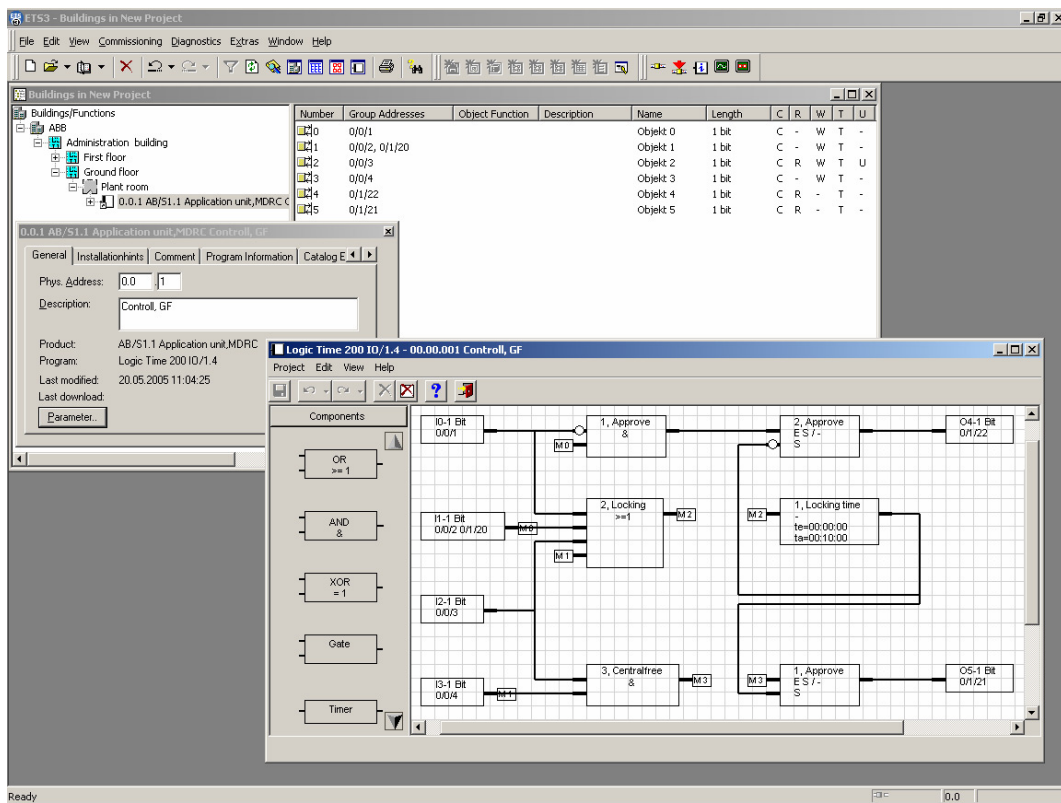 ETS3 - Buildings in New Project
File Edit View Commissioning Diagnostics Extras Window Help
Buildings in New Project
Buildings/Functions
ABB
Administration building
First floor
Ground floor
Plant room
0.0.1 AB/S1.1 Application unit,MDRC C
Number Group Addresses Object Function Description Name Length C R W T U
0 0/0/1 Objekt 0 1 bit C - W T -
1 0/0/2, 0/1/20 Objekt 1 1 bit C - W T -
2 0/0/3 Objekt 2 1 bit C R W T U
3 0/0/4 Objekt 3 1 bit C - W T -
4 0/1/22 Objekt 4 1 bit C R - T -
5 0/1/21 Objekt 5 1 bit C R - T -
0.0.1 AB/S1.1 Application unit,MDRC Controll, GF
General Installationhints Comment Program Information Catalog E
Phys. Address: 0.0 .1
Description: Controll, GF
Product: AB/S1.1 Application unit,MDRC
Program: Logic Time 200 IO/1.4
Last modified: 20.05.2005 11:04:25
Last download:
Parameter..
Logic Time 200 IO/1.4 - 00.00.001 Controll, GF
Project Edit View Help
Components
OR
>= 1
AND
&
XOR
= 1
Gate
Timer
I0-1 Bit
0/0/1
1, Approve
&
M0
2, Approve
E S / -
S
O4-1 Bit
0/1/22
I1-1 Bit
0/0/2 0/1/20
M0
2, Locking
>=1
M1
M2
M2
1, Locking time
-
te=00:00:00
ta=00:10:00
I2-1 Bit
0/0/3
I3-1 Bit
0/0/4
M1
3, Centralfree
&
M3
M3
1, Approve
E S / -
S
O5-1 Bit
0/1/21
Ready
0.0